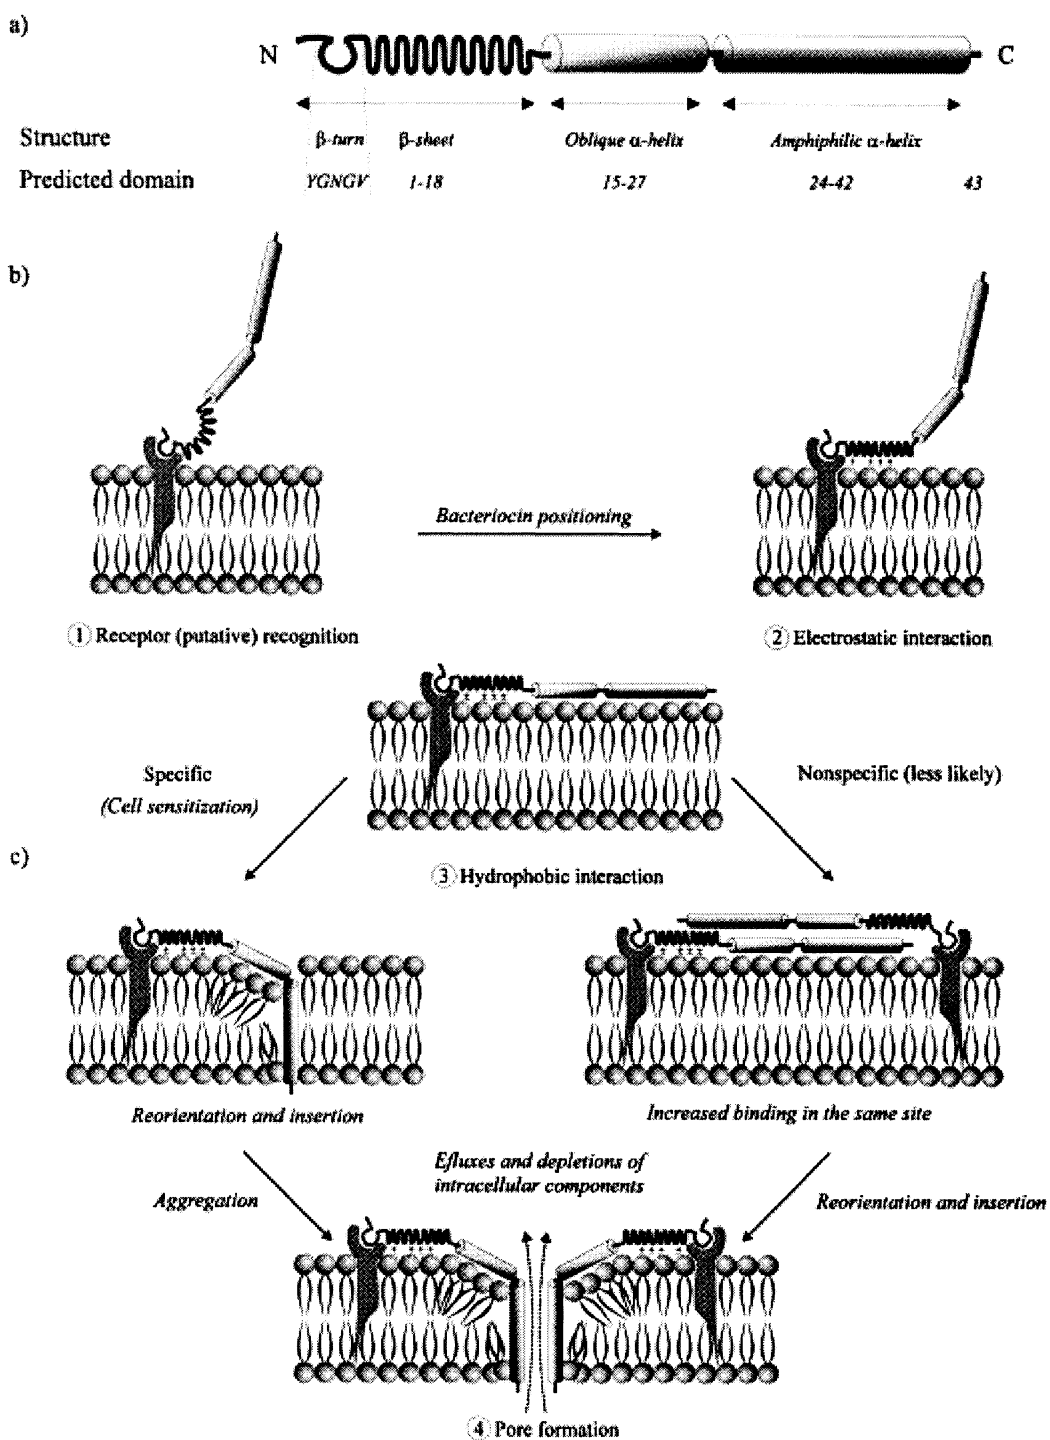 a)
N C
Structure β-turn β-sheet Oblique α-helix Amphiphilic α-helix
Predicted domain YGNGV 1-18 15-27 24-42 43
b)
Bacteriocin positioning
1 Receptor (putative) recognition
2 Electrostatic interaction
Specific
(Cell sensitization)
Nonspecific (less likely)
c)
3 Hydrophobic interaction
Reorientation and insertion
Increased binding in the same site
Efluxes and depletions of
intracellular components
Aggregation
Reorientation and insertion
4 Pore formation